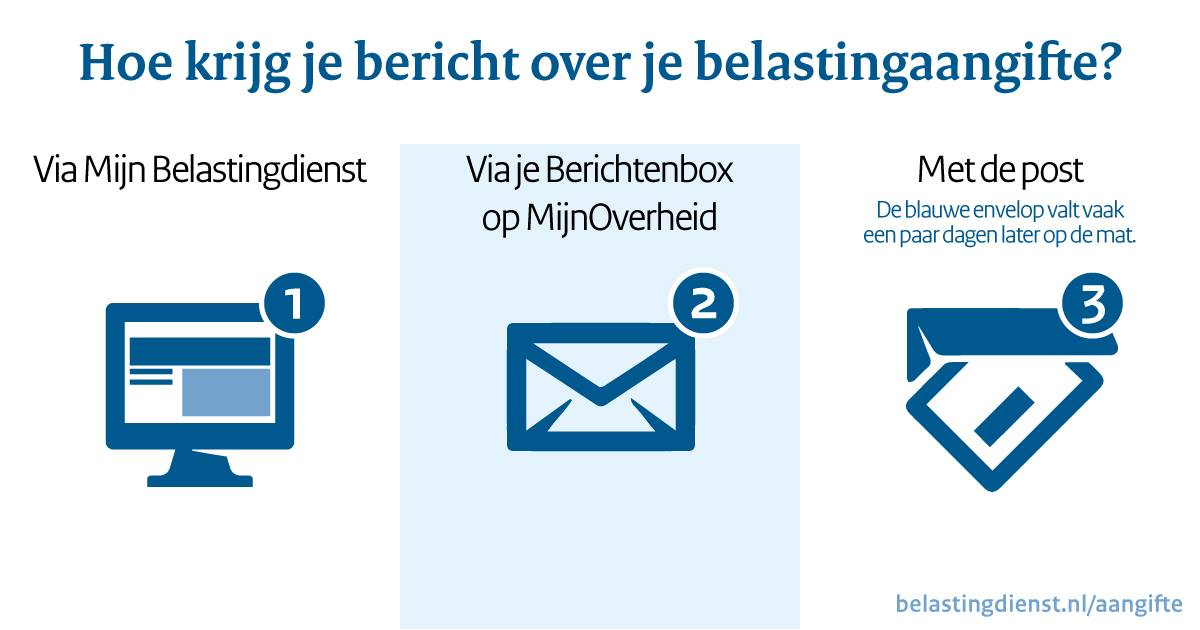 Hoe krijg je bericht over je belastingaangifte?
Via Mijn Belastingdienst
1
Via je Berichtenbox
op MijnOverheid
2
Met de post
De blauwe envelop valt vaak
een paar dagen later op de mat.
3
belastingdienst.nl/aangifte